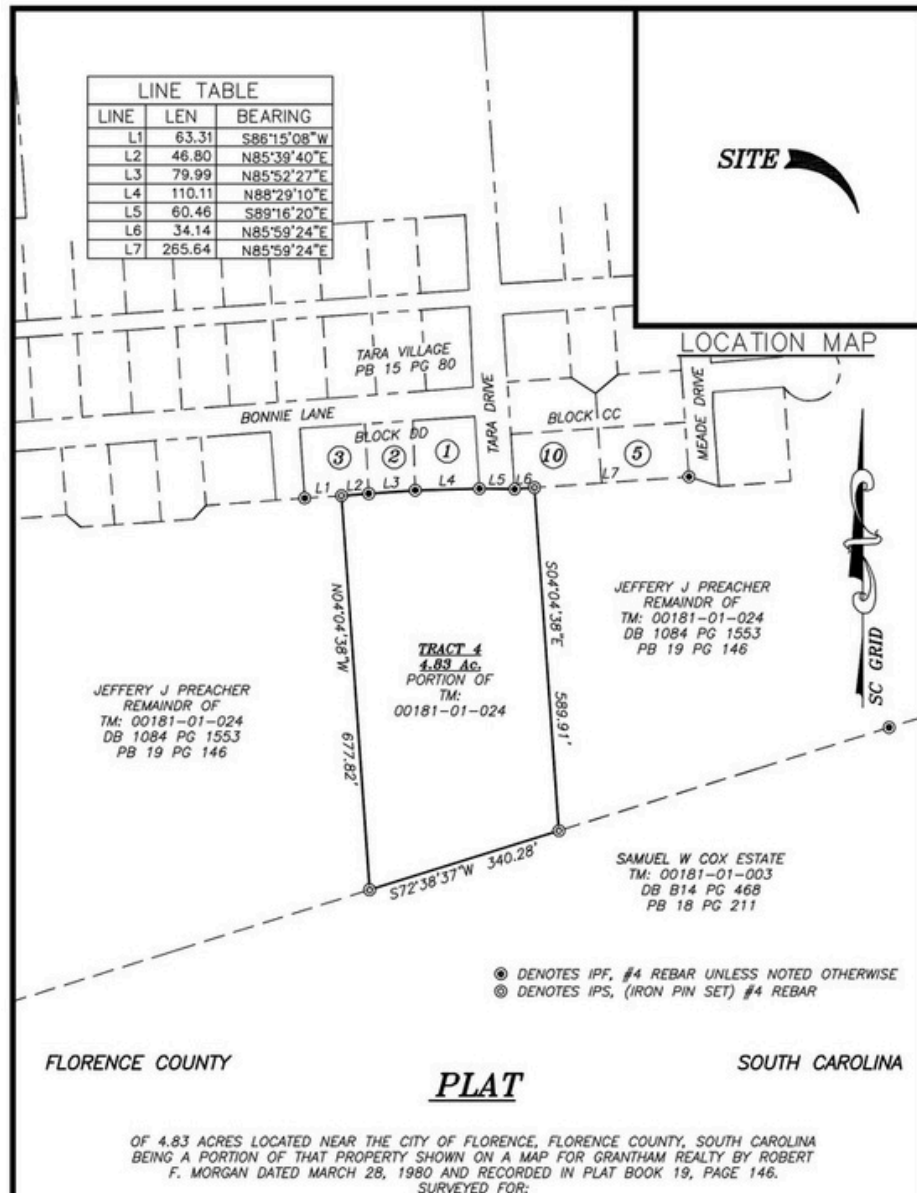 LINE TABLE
LINE LEN BEARING
L1 63.31 S86°15'08"W
L2 46.80 N85°39'40"E
L3 79.99 N85°52'27"E
L4 110.11 N88°29'10"E
L5 60.46 S89°16'20"E
L6 34.14 N85°59'24"E
L7 265.64 N85°59'24"E
SITE
LOCATION MAP
TARA VILLAGE
PB 15 PG 80
BONNIE LANE
TARA DRIVE
MEADE DRIVE
BLOCK DD
BLOCK CC
3 2 1 10 5
L1 L2 L3 L4 L5 L6 L7
N04°04'38"W
677.82'
S04°04'38"E
589.91'
TRACT 4
4.83 Ac.
PORTION OF
TM:
00181-01-024
JEFFERY J PREACHER
REMAINDR OF
TM: 00181-01-024
DB 1084 PG 1553
PB 19 PG 146
SC GRID
JEFFERY J PREACHER
REMAINDR OF
TM: 00181-01-024
DB 1084 PG 1553
PB 19 PG 146
S72°38'37"W 340.28'
SAMUEL W COX ESTATE
TM: 00181-01-003
DB B14 PG 468
PB 18 PG 211
DENOTES IPF, #4 REBAR UNLESS NOTED OTHERWISE
DENOTES IPS, (IRON PIN SET) #4 REBAR
FLORENCE COUNTY
SOUTH CAROLINA
PLAT
OF 4.83 ACRES LOCATED NEAR THE CITY OF FLORENCE, FLORENCE COUNTY, SOUTH CAROLINA
BEING A PORTION OF THAT PROPERTY SHOWN ON A MAP FOR GRANTHAM REALTY BY ROBERT
F. MORGAN DATED MARCH 28, 1980 AND RECORDED IN PLAT BOOK 19, PAGE 146.
SURVEYED FOR: